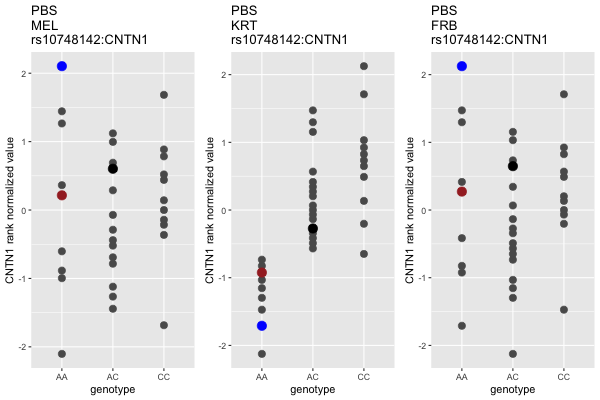 PBS
MEL
rs10748142:CNTN1
PBS
KRT
rs10748142:CNTN1
PBS
FRB
rs10748142:CNTN1
CNTN1 rank normalized value
2
1
0
-1
-2
AA AC CC
genotype
CNTN1 rank normalized value
2
1
0
-1
-2
AA AC CC
genotype
CNTN1 rank normalized value
2
1
0
-1
-2
AA AC CC
genotype